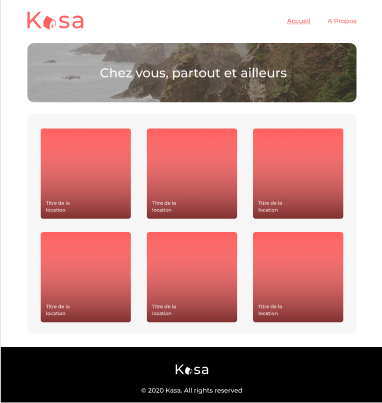 Kasa
Accueil
A Propos
Chez vous, partout et ailleurs
Titre de la
location
Titre de la
location
Titre de la
location
Titre de la
location
Titre de la
location
Titre de la
location
Kasa
© 2020 Kasa. All rights reserved